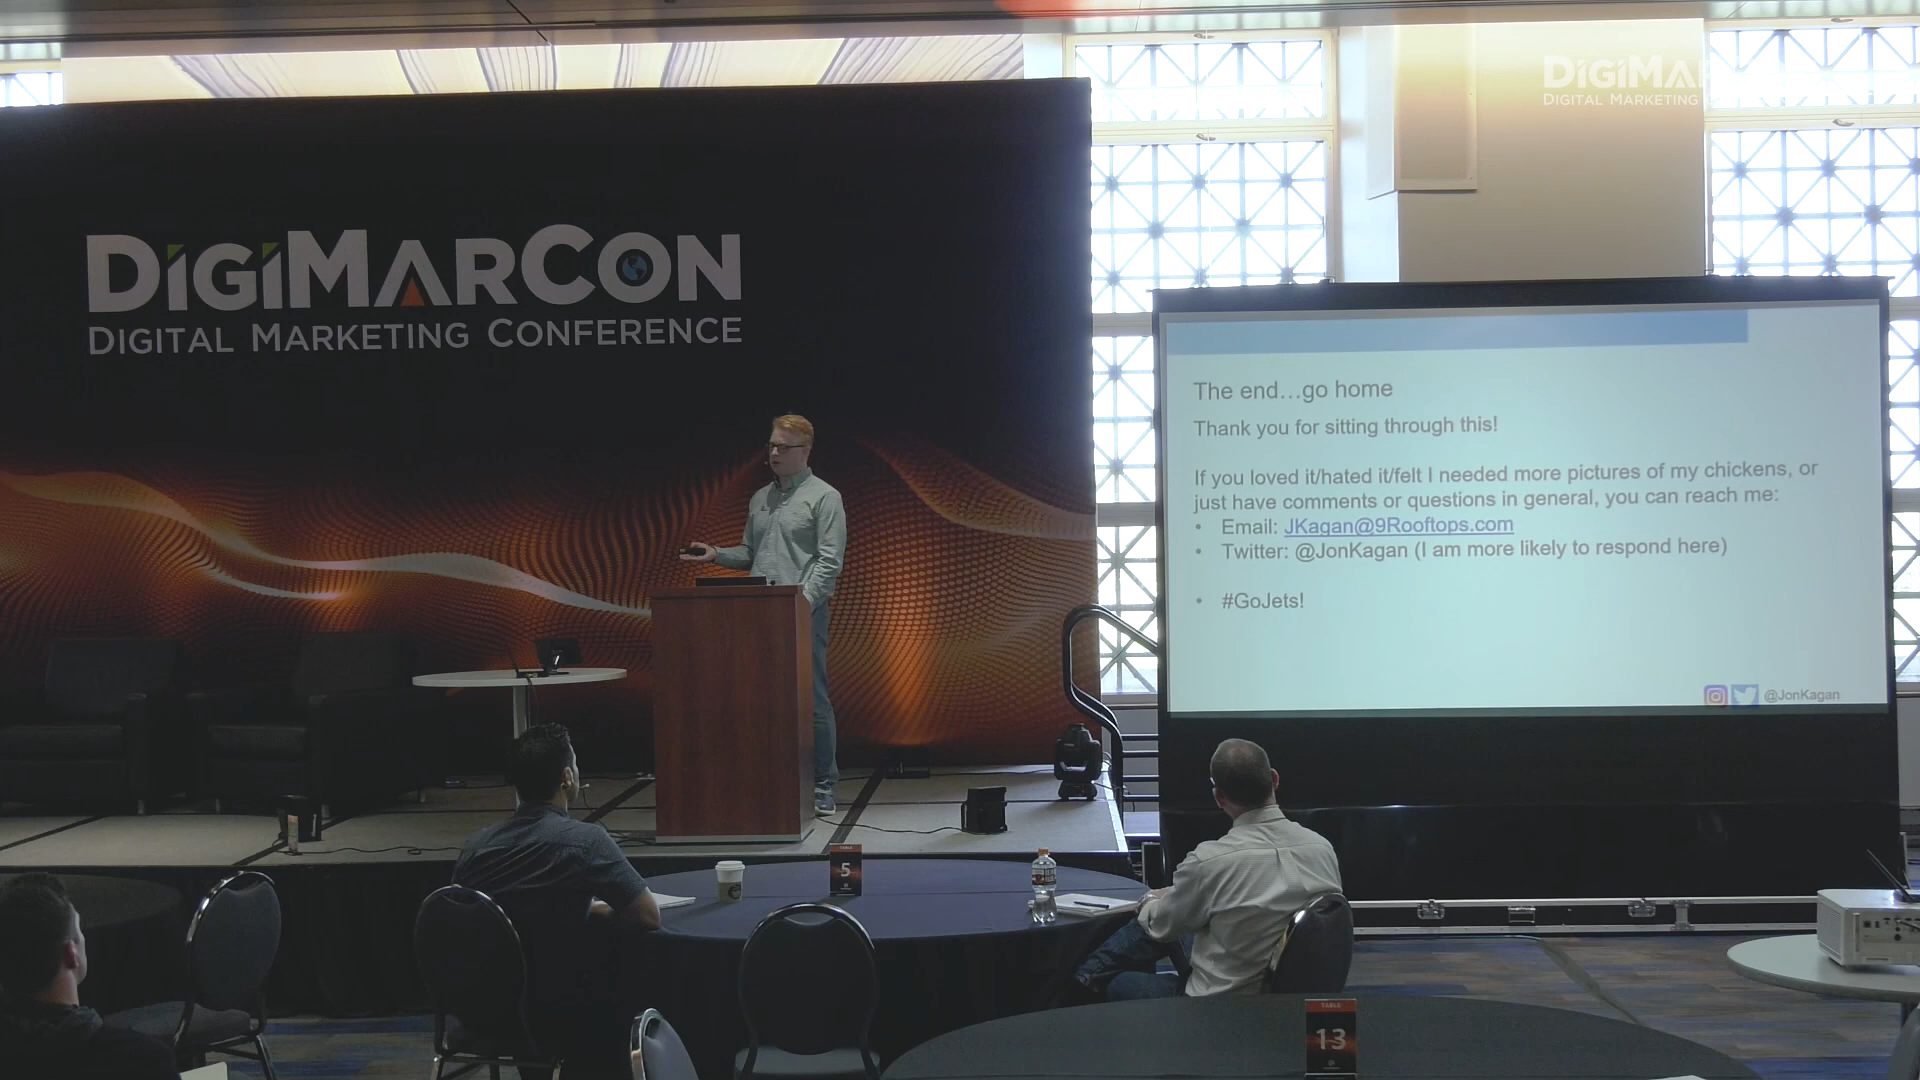 DIGIMAR
DIGITAL MARKETING
DIGIMARCON
DIGITAL MARKETING CONFERENCE
The end…go home
Thank you for sitting through this!
If you loved it/hated it/felt I needed more pictures of my chickens, or
just have comments or questions in general, you can reach me:
• Email: JKagan@9Rooftops.com
• Twitter: @JonKagan (I am more likely to respond here)
• #GoJets!
@JonKagan
TABLE
5
TABLE
13